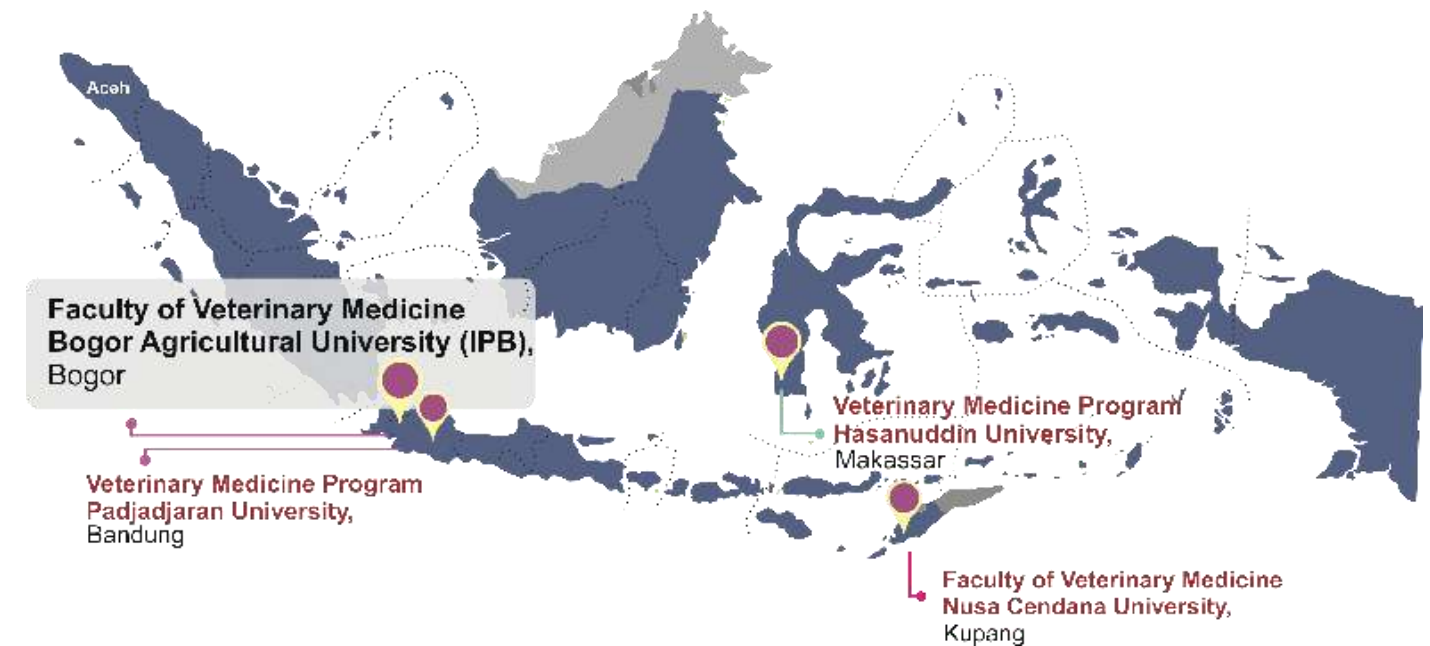 Aceh
Faculty of Veterinary Medicine
Bogor Agricultural University (IPB),
Bogor
Veterinary Medicine Program
Hasanuddin University,
Makassar
Veterinary Medicine Program
Padjadjaran University,
Bandung
Faculty of Veterinary Medicine
Nusa Cendana University,
Kupang